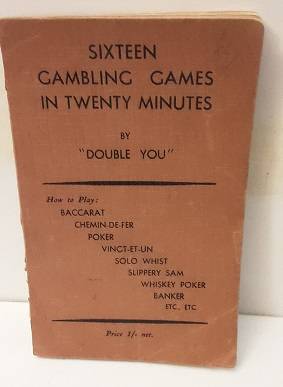 SIXTEEN
GAMBLING GAMES
IN TWENTY MINUTES
BY
"DOUBLE YOU"
How to Play:
BACCARAT
CHEMIN-DE-FER
POKER
VINGT-ET-UN
SOLO WHIST
SLIPPERY SAM
WHISKEY POKER
BANKER
ETC., ETC.
Price 1/- net.